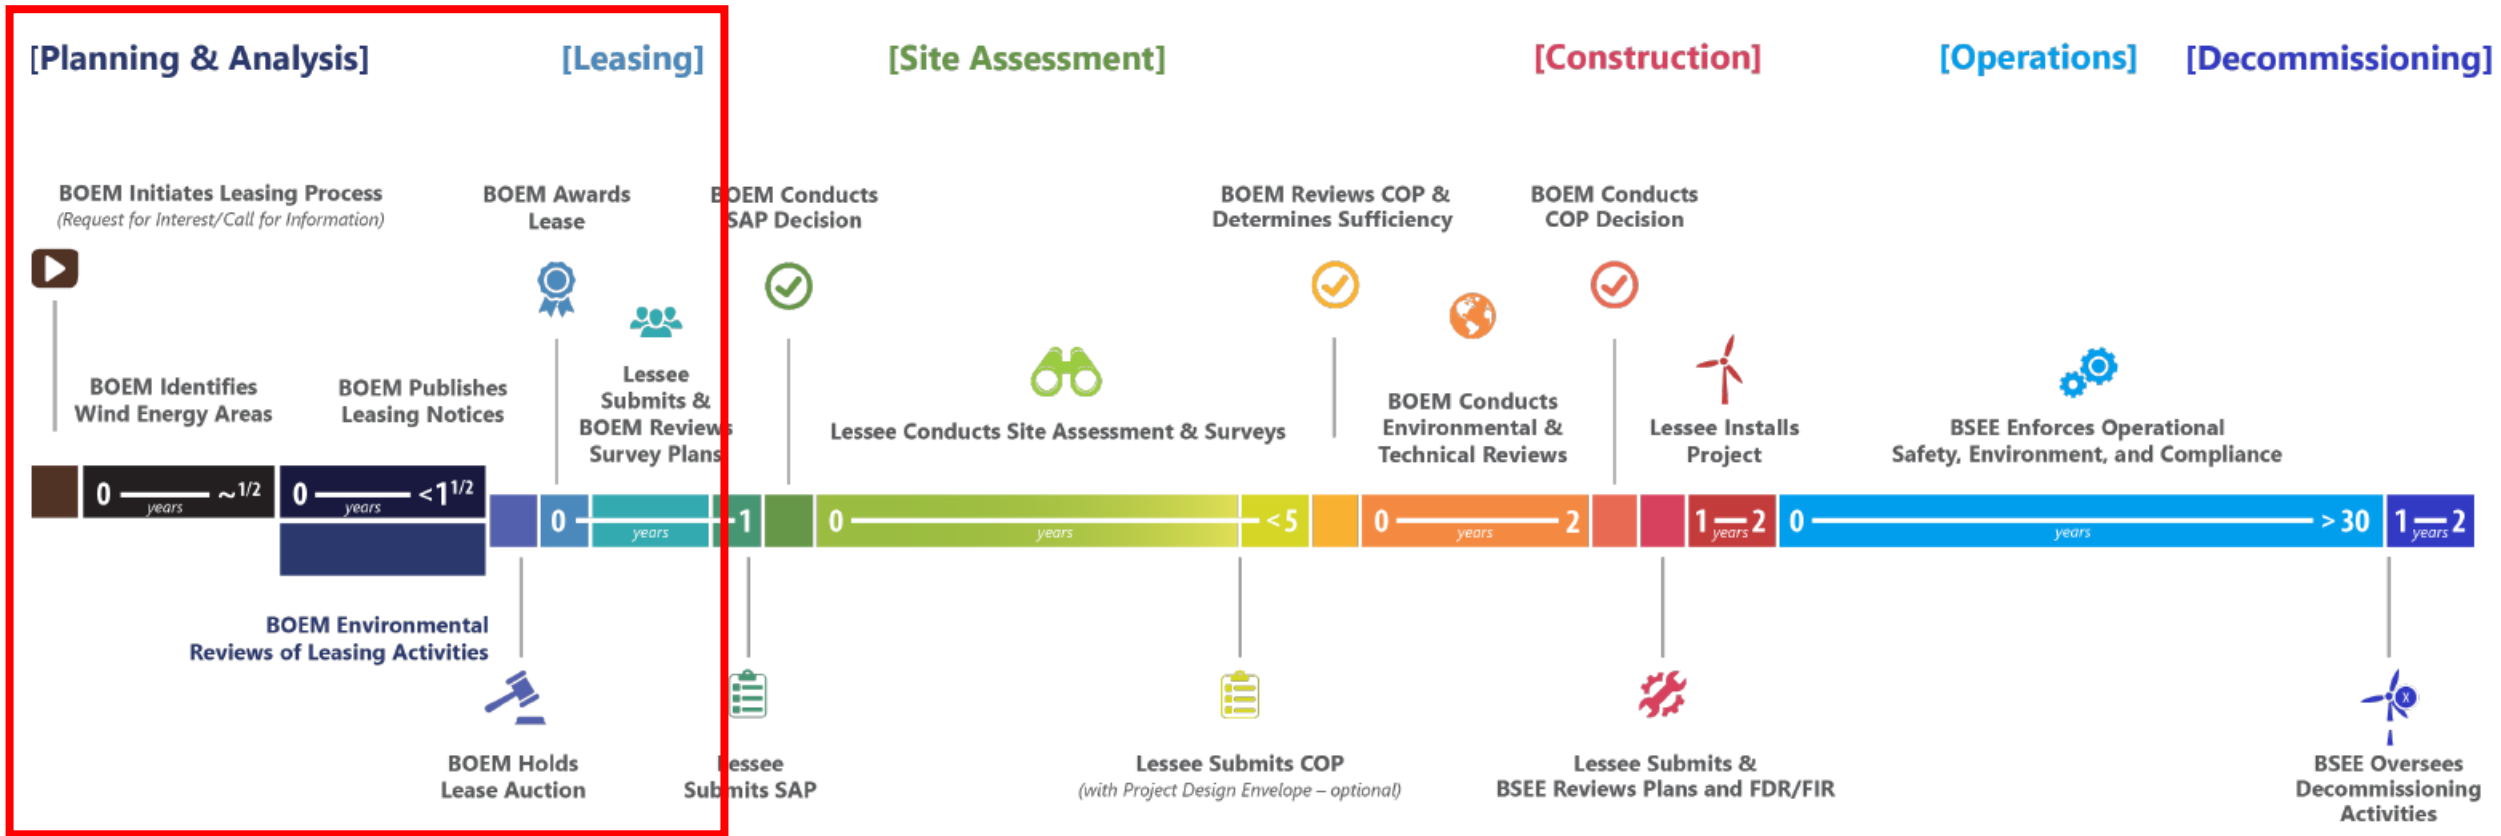 [Planning & Analysis]
[Leasing]
[Site Assessment]
[Construction]
[Operations]
[Decommissioning]
BOEM Initiates Leasing Process
(Request for Interest/Call for Information)
BOEM Awards
Lease
BOEM Conducts
SAP Decision
BOEM Reviews COP &
Determines Sufficiency
BOEM Conducts
COP Decision
BOEM Identifies
Wind Energy Areas
BOEM Publishes
Leasing Notices
Lessee
Submits &
BOEM Reviews
Survey Plans
Lessee Conducts Site Assessment & Surveys
BOEM Conducts
Environmental &
Technical Reviews
Lessee Installs
Project
BSEE Enforces Operational
Safety, Environment, and Compliance
0 ~1/2
years
0 <1 1/2
years
0 1
years
0 <5
years
0 2
years
1 2
years
0 >30
years
1 2
years
BOEM Environmental
Reviews of Leasing Activities
X
BOEM Holds
Lease Auction
Lessee
Submits SAP
Lessee Submits COP
(with Project Design Envelope – optional)
Lessee Submits &
BSEE Reviews Plans and FDR/FIR
BSEE Oversees
Decommissioning
Activities